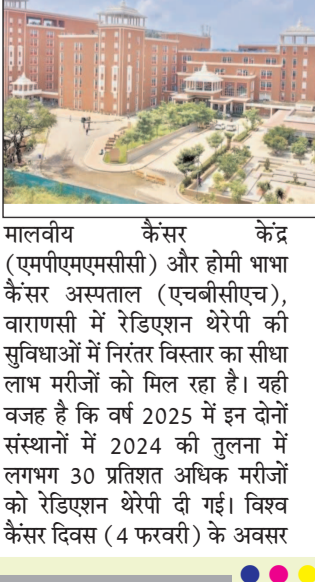 मालवीय कैंसर केंद्र
(एमपीएमएमसीसी) और होमी भाभा
कैंसर अस्पताल (एचबीसीएच),
वाराणसी में रेडिएशन थेरेपी की
सुविधाओं में निरंतर विस्तार का सीधा
लाभ मरीजों को मिल रहा है। यही
वजह है कि वर्ष 2025 में इन दोनों
संस्थानों में 2024 की तुलना में
लगभग 30 प्रतिशत अधिक मरीजों
को रेडिएशन थेरेपी दी गई। विश्व
कैंसर दिवस (4 फरवरी) के अवसर